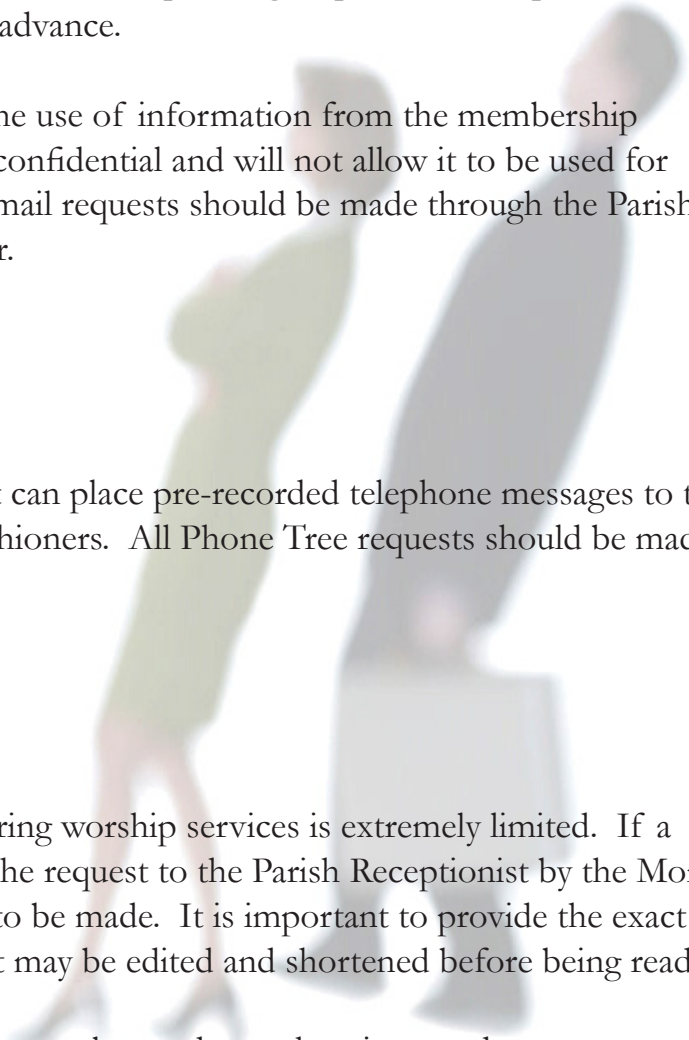 advance.
he use of information from the membership
confidential and will not allow it to be used for
mail requests should be made through the Parish
r.
t can place pre-recorded telephone messages to t
hioners. All Phone Tree requests should be mad
ring worship services is extremely limited. If a
he request to the Parish Receptionist by the Mo
to be made. It is important to provide the exact
t may be edited and shortened before being read